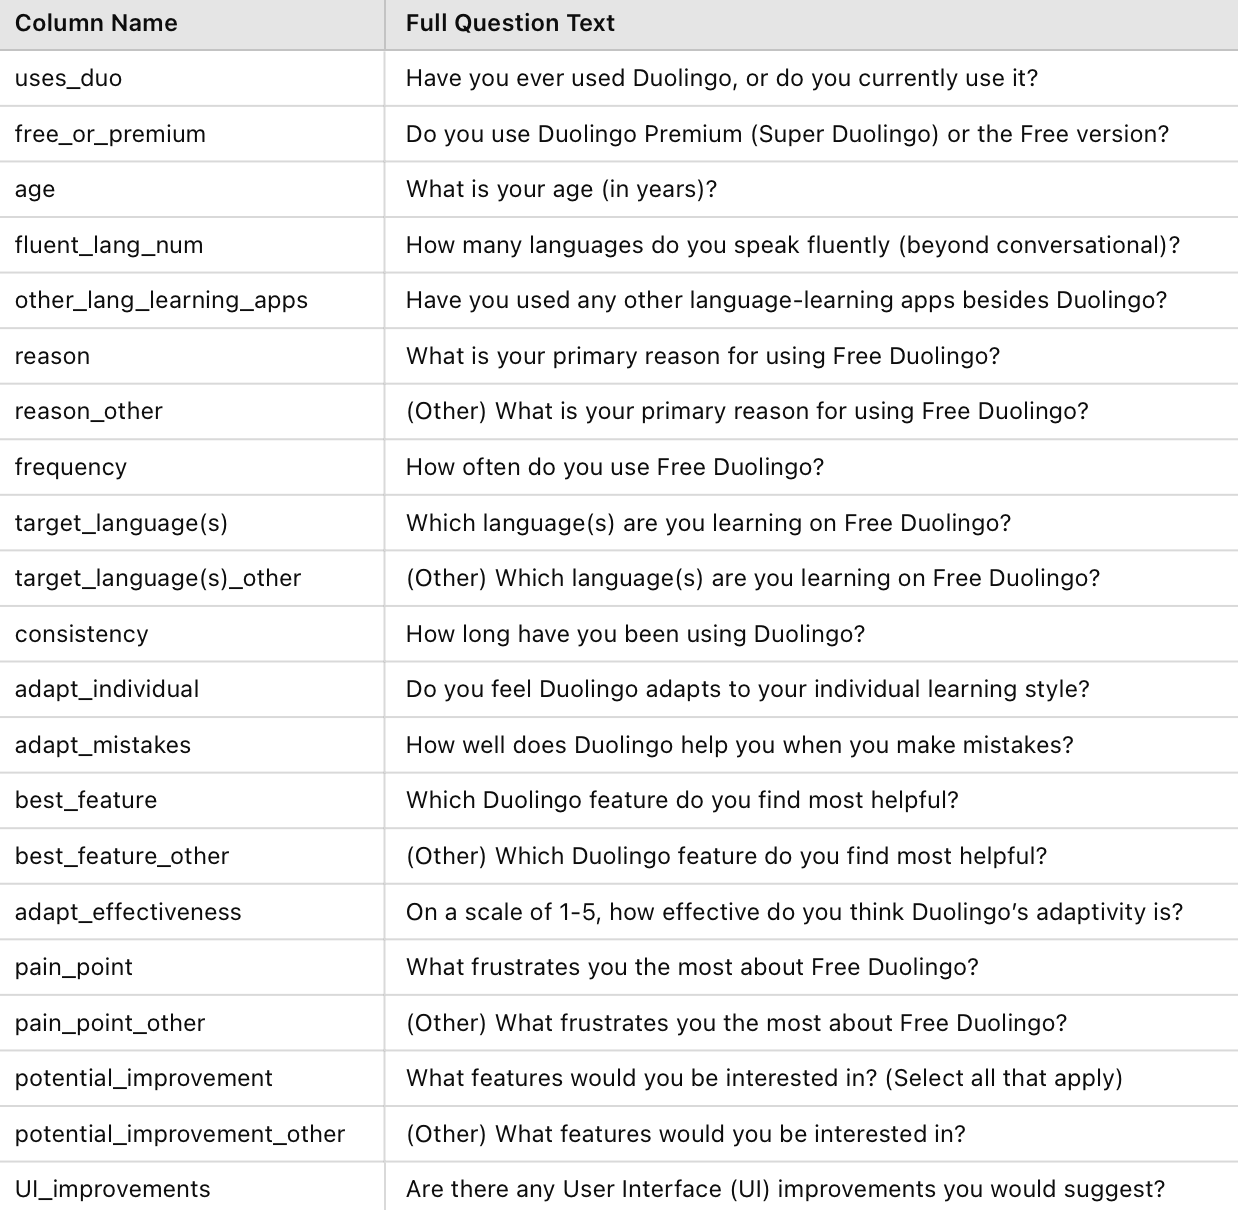 Column Name Full Question Text
uses_duo Have you ever used Duolingo, or do you currently use it?
free_or_premium Do you use Duolingo Premium (Super Duolingo) or the Free version?
age What is your age (in years)?
fluent_lang_num How many languages do you speak fluently (beyond conversational)?
other_lang_learning_apps Have you used any other language-learning apps besides Duolingo?
reason What is your primary reason for using Free Duolingo?
reason_other (Other) What is your primary reason for using Free Duolingo?
frequency How often do you use Free Duolingo?
target_language(s) Which language(s) are you learning on Free Duolingo?
target_language(s)_other (Other) Which language(s) are you learning on Free Duolingo?
consistency How long have you been using Duolingo?
adapt_individual Do you feel Duolingo adapts to your individual learning style?
adapt_mistakes How well does Duolingo help you when you make mistakes?
best_feature Which Duolingo feature do you find most helpful?
best_feature_other (Other) Which Duolingo feature do you find most helpful?
adapt_effectiveness On a scale of 1-5, how effective do you think Duolingo’s adaptivity is?
pain_point What frustrates you the most about Free Duolingo?
pain_point_other (Other) What frustrates you the most about Free Duolingo?
potential_improvement What features would you be interested in? (Select all that apply)
potential_improvement_other (Other) What features would you be interested in?
UI_improvements Are there any User Interface (UI) improvements you would suggest?